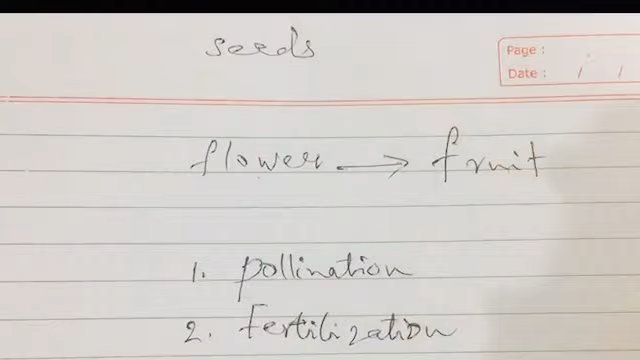 seeds
Page :
Date : / /
flower → fruit
1. pollination
2. Fertilization